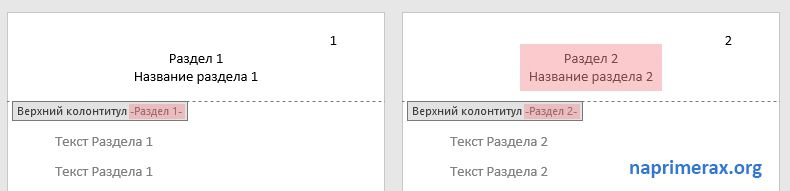 1
Раздел 1
Название раздела 1
Верхний колонтитул -Раздел 1-
Текст Раздела 1
Текст Раздела 1
2
Раздел 2
Название раздела 2
Верхний колонтитул -Раздел 2-
Текст Раздела 2
Текст Раздела 2
naprimerax.org